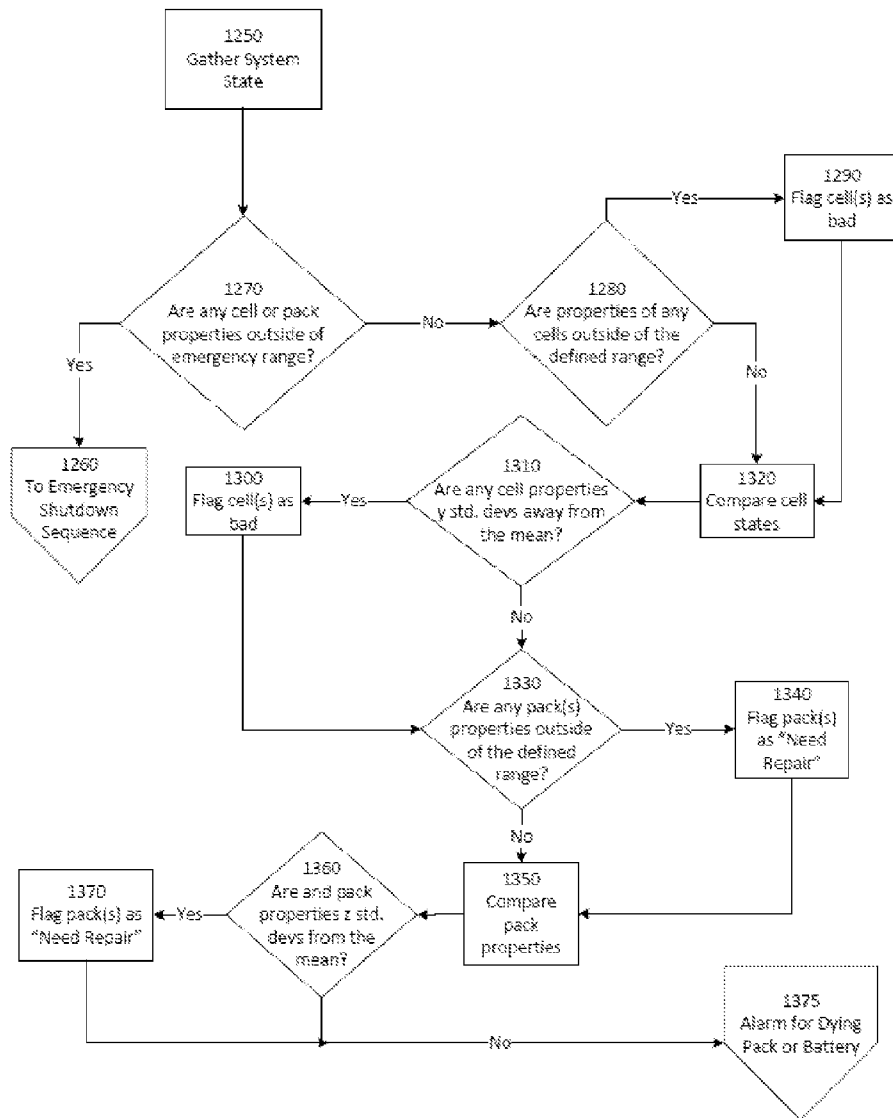 1250
Gather System
State
1290
Flag cell(s) as
bad
Yes
1270
Are any cell or pack
properties outside of
emergency range?
No
1280
Are properties of any
cells outside of the
defined range?
Yes
No
1260
To Emergency
Shutdown
Sequence
1300
Flag cell(s) as
bad
Yes
1310
Are any cell properties
y std. devs away from
the mean?
1320
Compare cell
states
No
1330
Are any pack(s)
properties outside
of the defined
range?
Yes
1340
Flag pack(s)
as "Need
Repair"
No
1370
Flag pack(s) as
"Need Repair"
Yes
1360
Are and pack
properties z std.
devs from the
mean?
1350
Compare
pack
properties
No
1375
Alarm for Dying
Pack or Battery